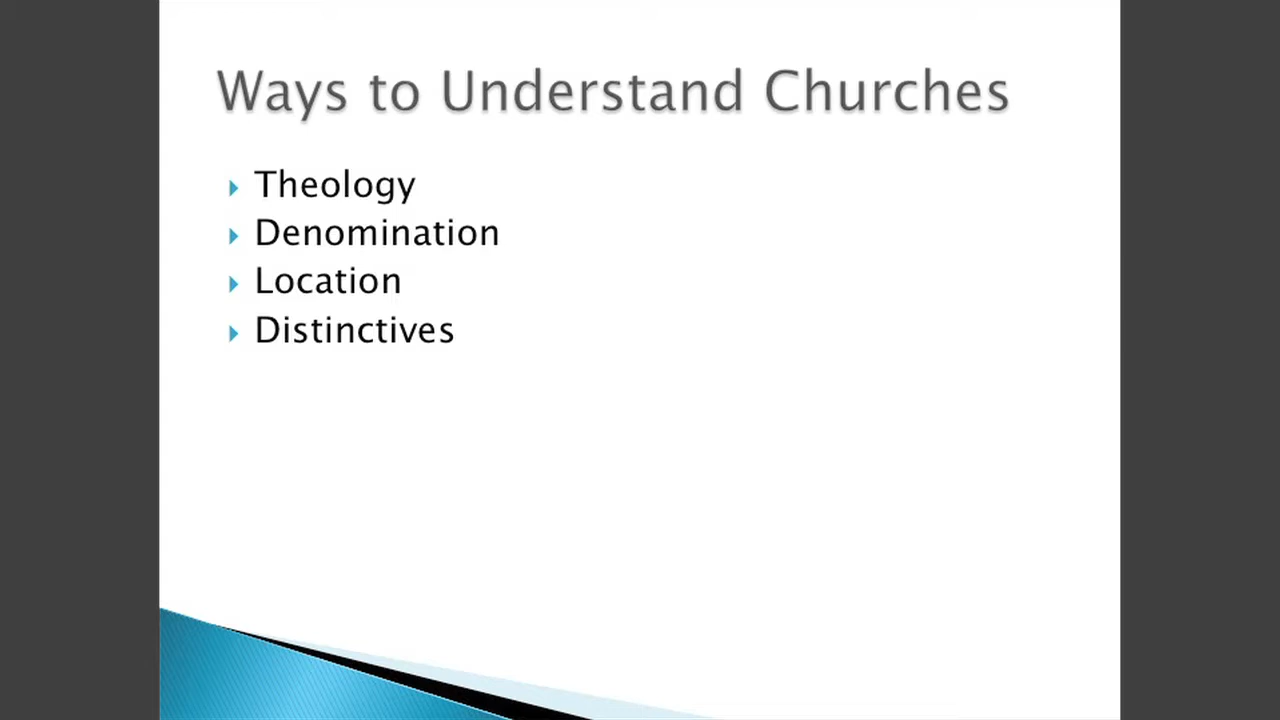 Ways to Understand Churches
Theology
Denomination
Location
Distinctives